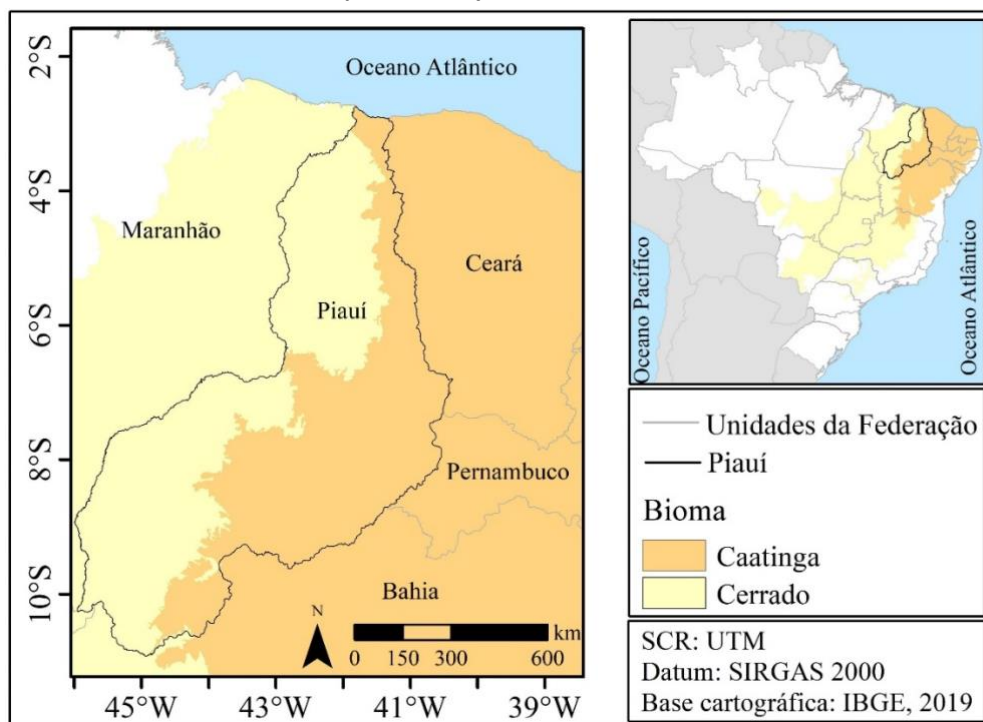 2°S
4°S
6°S
8°S
10°S
Oceano Atlântico
Maranhão
Ceará
Piauí
Pernambuco
Bahia
N
km
0 150 300 600
45°W 43°W 41°W 39°W
Oceano Pacífico
Oceano Atlântico
Unidades da Federação
Piauí
Bioma
Caatinga
Cerrado
SCR: UTM
Datum: SIRGAS 2000
Base cartográfica: IBGE, 2019